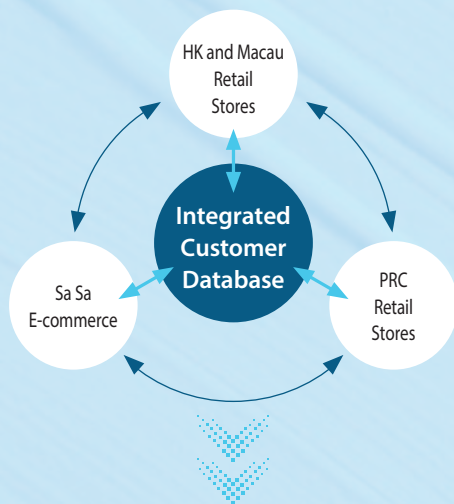 HK and Macau
Retail
Stores
Integrated
Customer
Database
Sa Sa
E-commerce
PRC
Retail
Stores